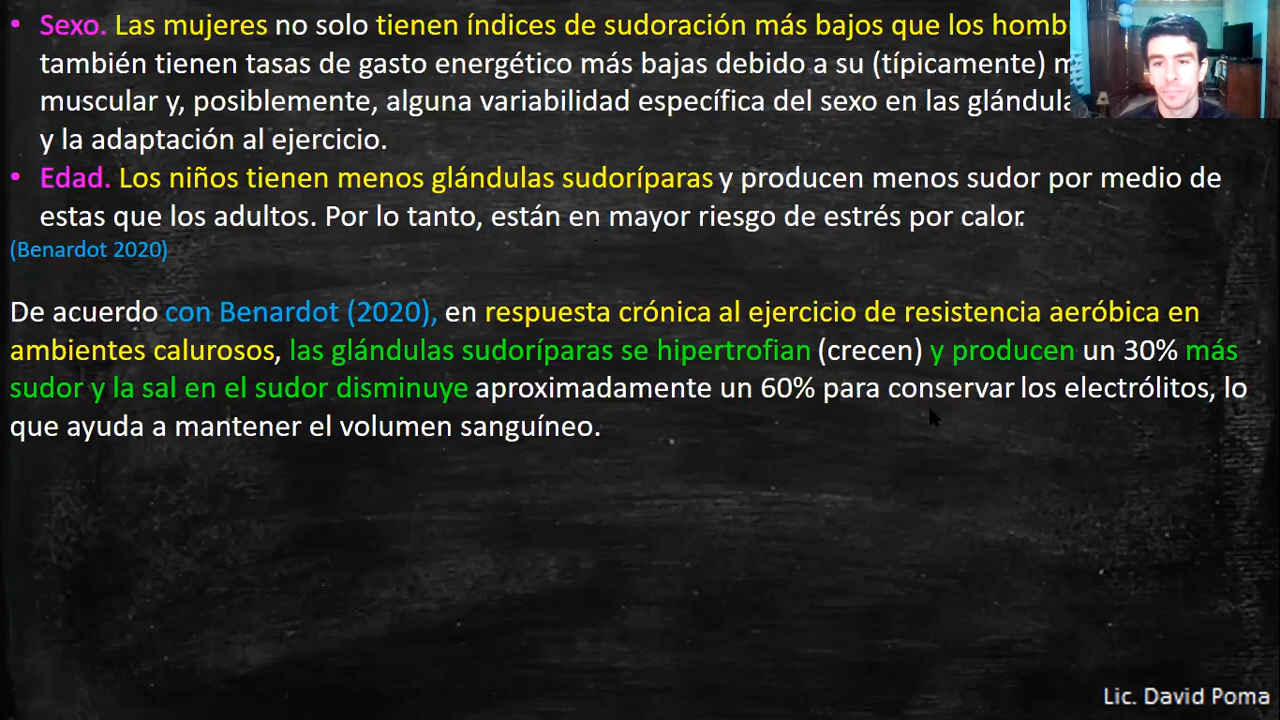 • Sexo. Las mujeres no solo tienen índices de sudoración más bajos que los
también tienen tasas de gasto energético más bajas debido a su (típicamente)
muscular y, posiblemente, alguna variabilidad específica del sexo en las
y la adaptación al ejercicio.
• Edad. Los niños tienen menos glándulas sudoríparas y producen menos sudor por medio de
estas que los adultos. Por lo tanto, están en mayor riesgo de estrés por calor.
(Benardot 2020)
De acuerdo con Benardot (2020), en respuesta crónica al ejercicio de resistencia aeróbica en
ambientes calurosos, las glándulas sudoríparas se hipertrofian (crecen) y producen un 30% más
sudor y la sal en el sudor disminuye aproximadamente un 60% para conservar los electrólitos, lo
que ayuda a mantener el volumen sanguíneo.
Lic. David Poma